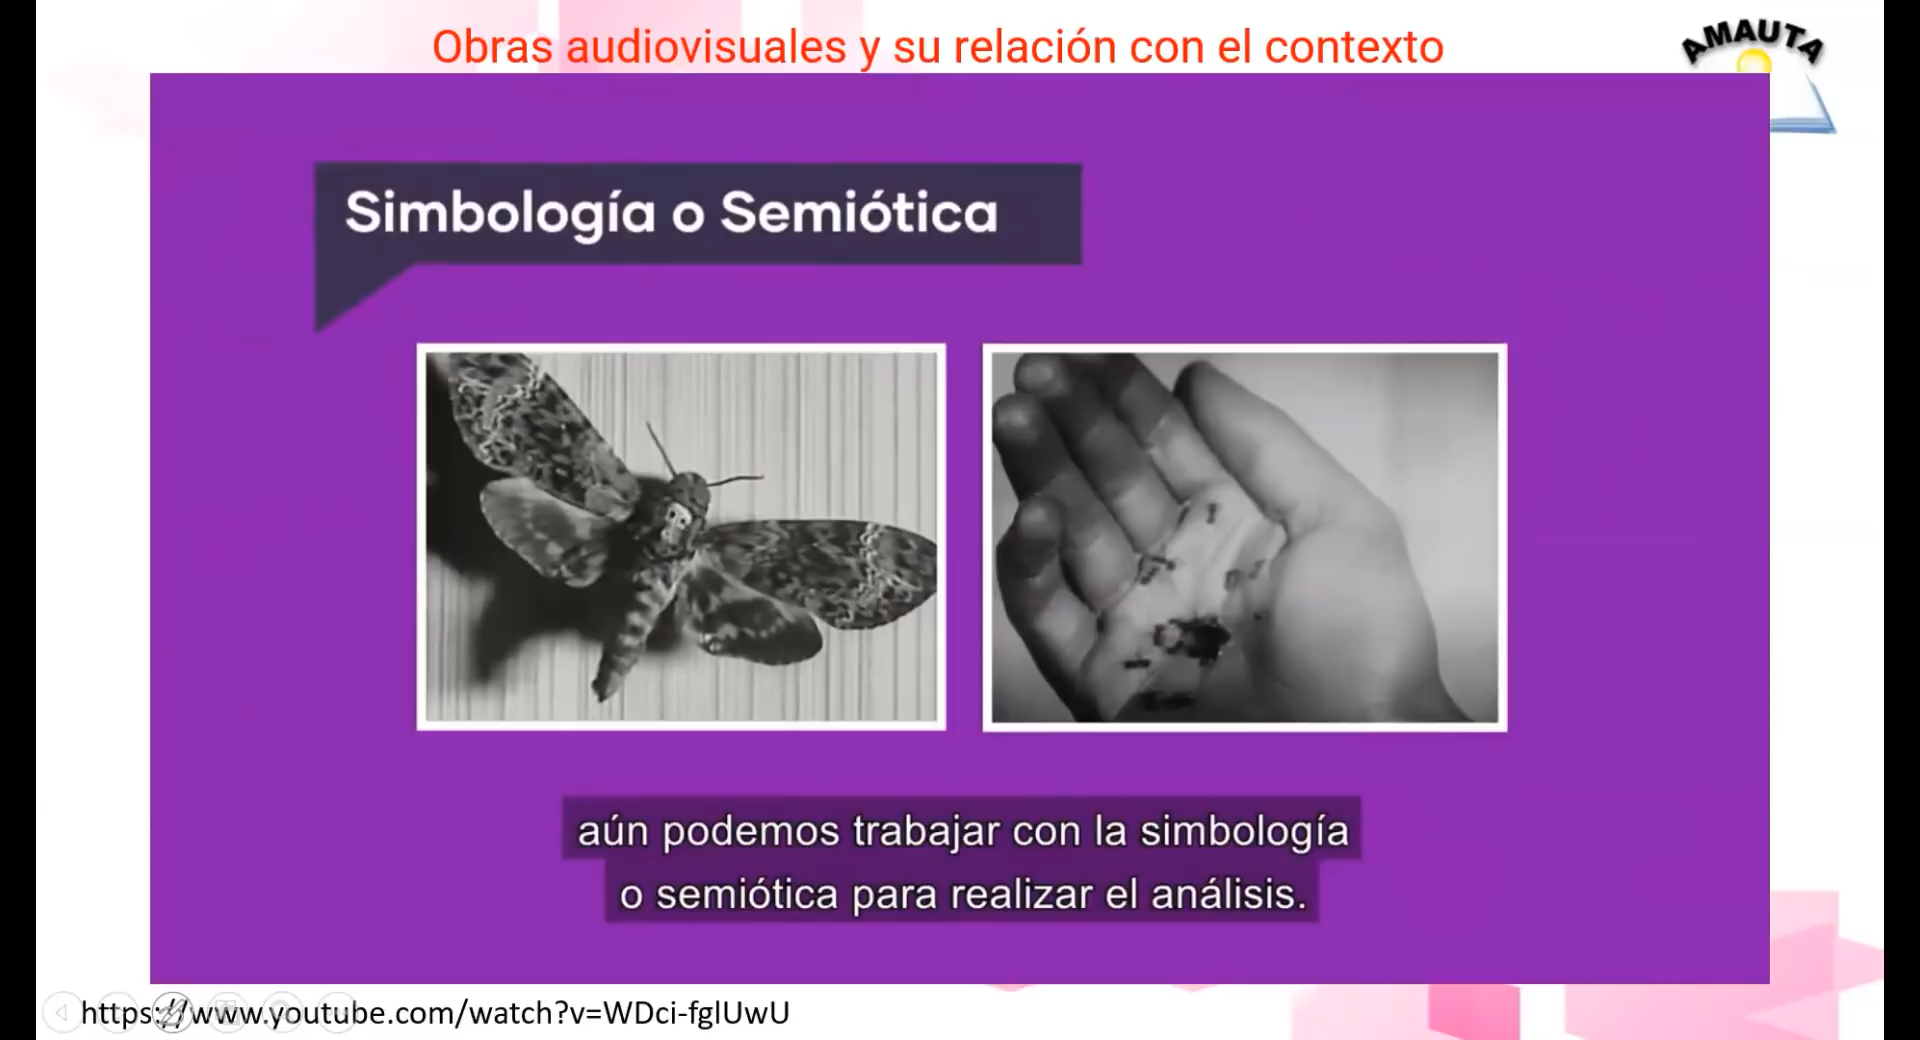 Obras audiovisuales y su relación con el contexto
AMAUTA
Simbología o Semiótica
aún podemos trabajar con la simbología
o semiótica para realizar el análisis.
https://www.youtube.com/watch?v=WDci-fglUwU